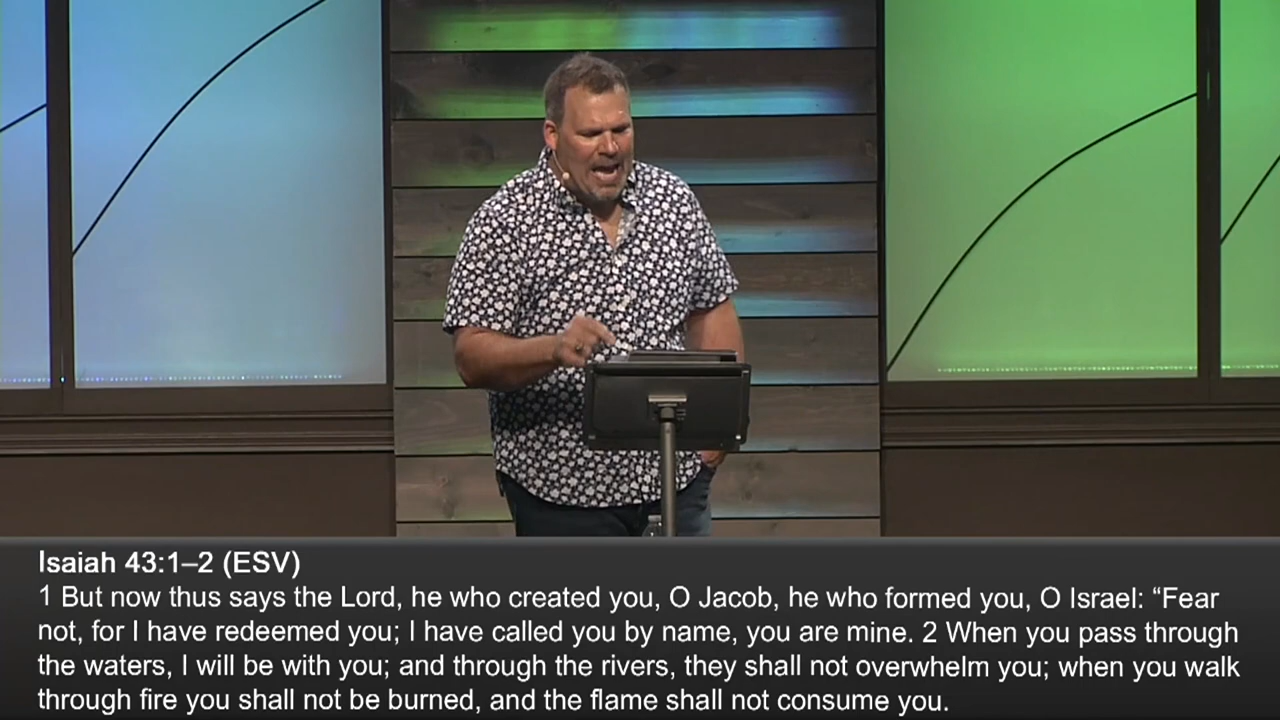 Isaiah 43:1–2 (ESV)
1 But now thus says the Lord, he who created you, O Jacob, he who formed you, O Israel: “Fear
not, for I have redeemed you; I have called you by name, you are mine. 2 When you pass through
the waters, I will be with you; and through the rivers, they shall not overwhelm you; when you walk
through fire you shall not be burned, and the flame shall not consume you.